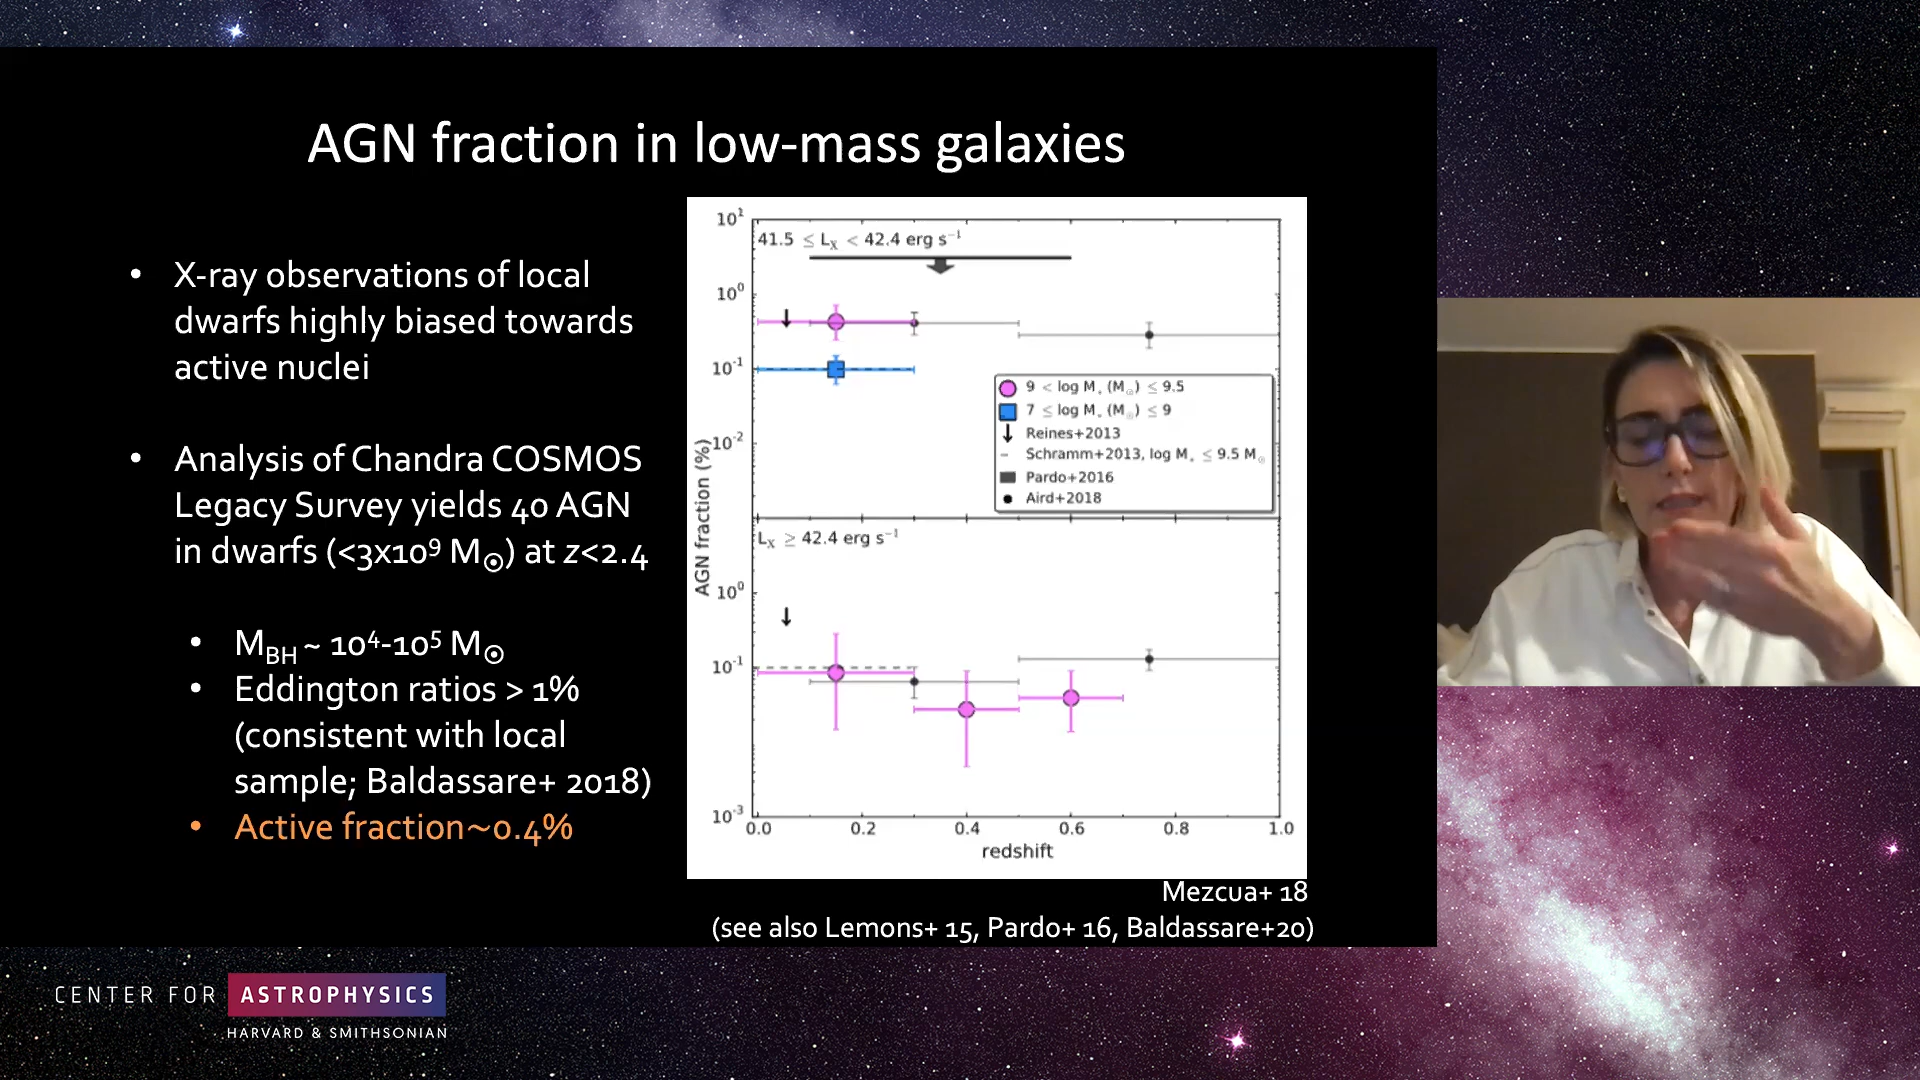 AGN fraction in low-mass galaxies
• X-ray observations of local
dwarfs highly biased towards
active nuclei
• Analysis of Chandra COSMOS
Legacy Survey yields 40 AGN
in dwarfs (<3x10⁹ M☉) at z<2.4
• M_BH ~ 10⁴-10⁵ M☉
• Eddington ratios > 1%
(consistent with local
sample; Baldassare+ 2018)
• Active fraction~0.4%
10¹
41.5 ≤ L_X < 42.4 erg s⁻¹
10⁰
10⁻¹
10⁻²
9 < log M⋆ (M☉) ≤ 9.5
7 ≤ log M⋆ (M☉) ≤ 9
Reines+2013
Schramm+2013, log M⋆ ≤ 9.5 M☉
Pardo+2016
Aird+2018
AGN fraction (%)
L_X ≥ 42.4 erg s⁻¹
10⁰
10⁻¹
10⁻³
0.0 0.2 0.4 0.6 0.8 1.0
redshift
Mezcua+ 18
(see also Lemons+ 15, Pardo+ 16, Baldassare+20)
CENTER FOR ASTROPHYSICS
HARVARD & SMITHSONIAN